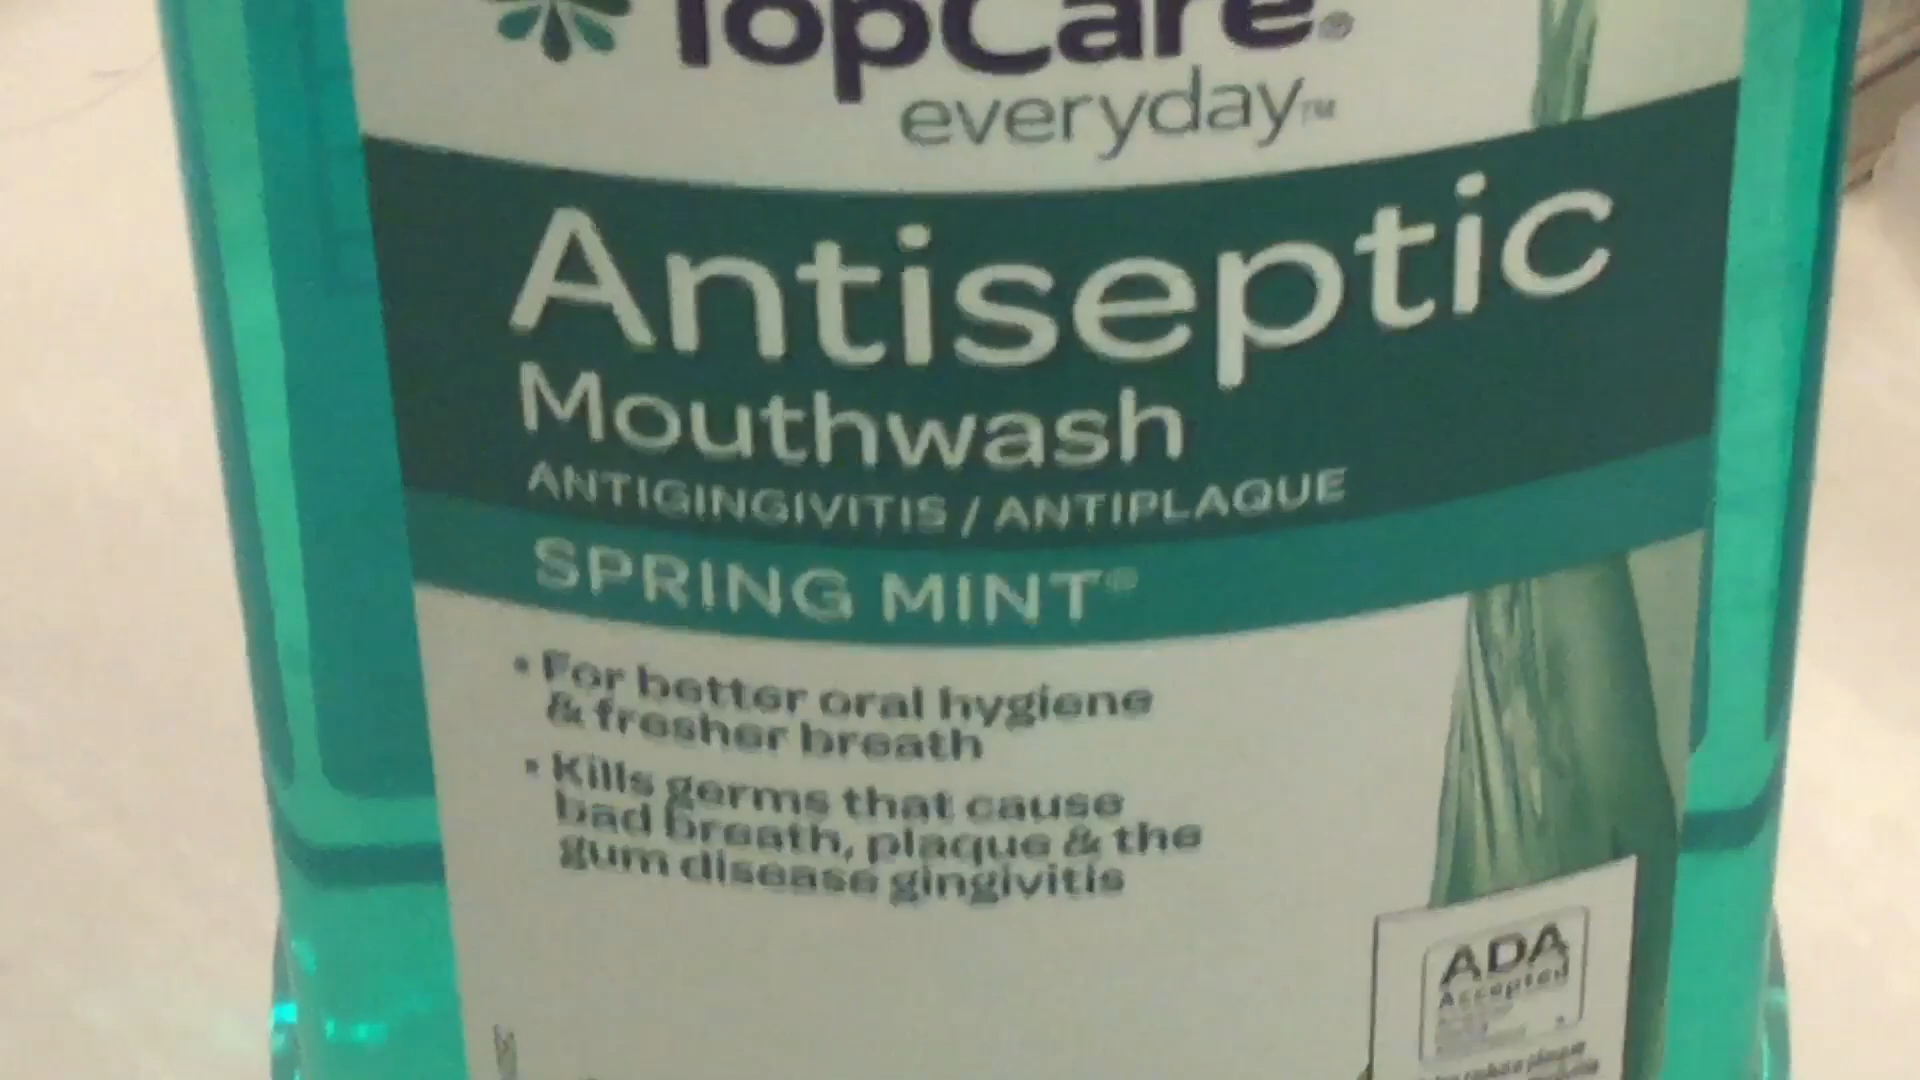 TopCare®
everyday™
Antiseptic
Mouthwash
ANTIGINGIVITIS / ANTIPLAQUE
SPRING MINT®
• For better oral hygiene
& fresher breath
• Kills germs that cause
bad breath, plaque & the
gum disease gingivitis
ADA
Accepted